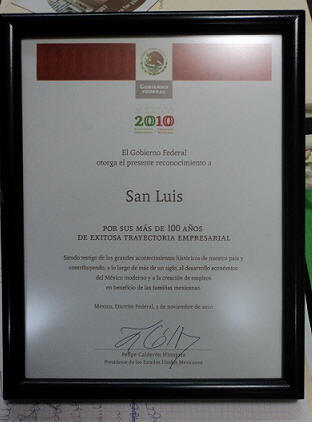 GOBIERNO
FEDERAL
MÉXICO
2010
El Gobierno Federal
otorga el presente reconocimiento a
San Luis
POR SUS MÁS DE 100 AÑOS
DE EXITOSA TRAYECTORIA EMPRESARIAL
Siendo testigo de los grandes acontecimientos históricos de nuestro país y
contribuyendo, a lo largo de más de un siglo, al desarrollo económico
del México moderno y a la creación de empleos
en beneficio de las familias mexicanas.
México, Distrito Federal, 3 de noviembre de 2010
Felipe Calderón Hinojosa
Presidente de los Estados Unidos Mexicanos